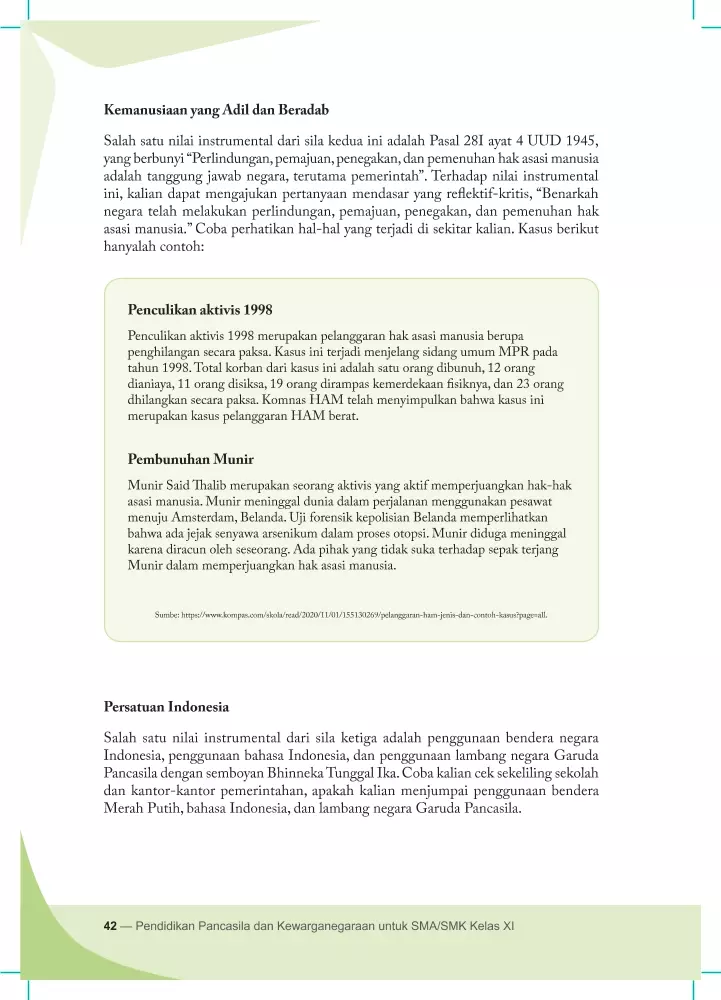 Kemanusiaan yang Adil dan Beradab
Salah satu nilai instrumental dari sila kedua ini adalah Pasal 28I ayat 4 UUD 1945,
yang berbunyi “Perlindungan, pemajuan, penegakan, dan pemenuhan hak asasi manusia
adalah tanggung jawab negara, terutama pemerintah”. Terhadap nilai instrumental
ini, kalian dapat mengajukan pertanyaan mendasar yang reflektif-kritis, “Benarkah
negara telah melakukan perlindungan, pemajuan, penegakan, dan pemenuhan hak
asasi manusia.” Coba perhatikan hal-hal yang terjadi di sekitar kalian. Kasus berikut
hanyalah contoh:
Penculikan aktivis 1998
Penculikan aktivis 1998 merupakan pelanggaran hak asasi manusia berupa
penghilangan secara paksa. Kasus ini terjadi menjelang sidang umum MPR pada
tahun 1998. Total korban dari kasus ini adalah satu orang dibunuh, 12 orang
dianiaya, 11 orang disiksa, 19 orang dirampas kemerdekaan fisiknya, dan 23 orang
dhilangkan secara paksa. Komnas HAM telah menyimpulkan bahwa kasus ini
merupakan kasus pelanggaran HAM berat.
Pembunuhan Munir
Munir Said Thalib merupakan seorang aktivis yang aktif memperjuangkan hak-hak
asasi manusia. Munir meninggal dunia dalam perjalanan menggunakan pesawat
menuju Amsterdam, Belanda. Uji forensik kepolisian Belanda memperlihatkan
bahwa ada jejak senyawa arsenikum dalam proses otopsi. Munir diduga meninggal
karena diracun oleh seseorang. Ada pihak yang tidak suka terhadap sepak terjang
Munir dalam memperjuangkan hak asasi manusia.
Sumbe: https://www.kompas.com/skola/read/2020/11/01/155130269/pelanggaran-ham-jenis-dan-contoh-kasus?page=all.
Persatuan Indonesia
Salah satu nilai instrumental dari sila ketiga adalah penggunaan bendera negara
Indonesia, penggunaan bahasa Indonesia, dan penggunaan lambang negara Garuda
Pancasila dengan semboyan Bhinneka Tunggal Ika. Coba kalian cek sekeliling sekolah
dan kantor-kantor pemerintahan, apakah kalian menjumpai penggunaan bendera
Merah Putih, bahasa Indonesia, dan lambang negara Garuda Pancasila.
42 — Pendidikan Pancasila dan Kewarganegaraan untuk SMA/SMK Kelas XI